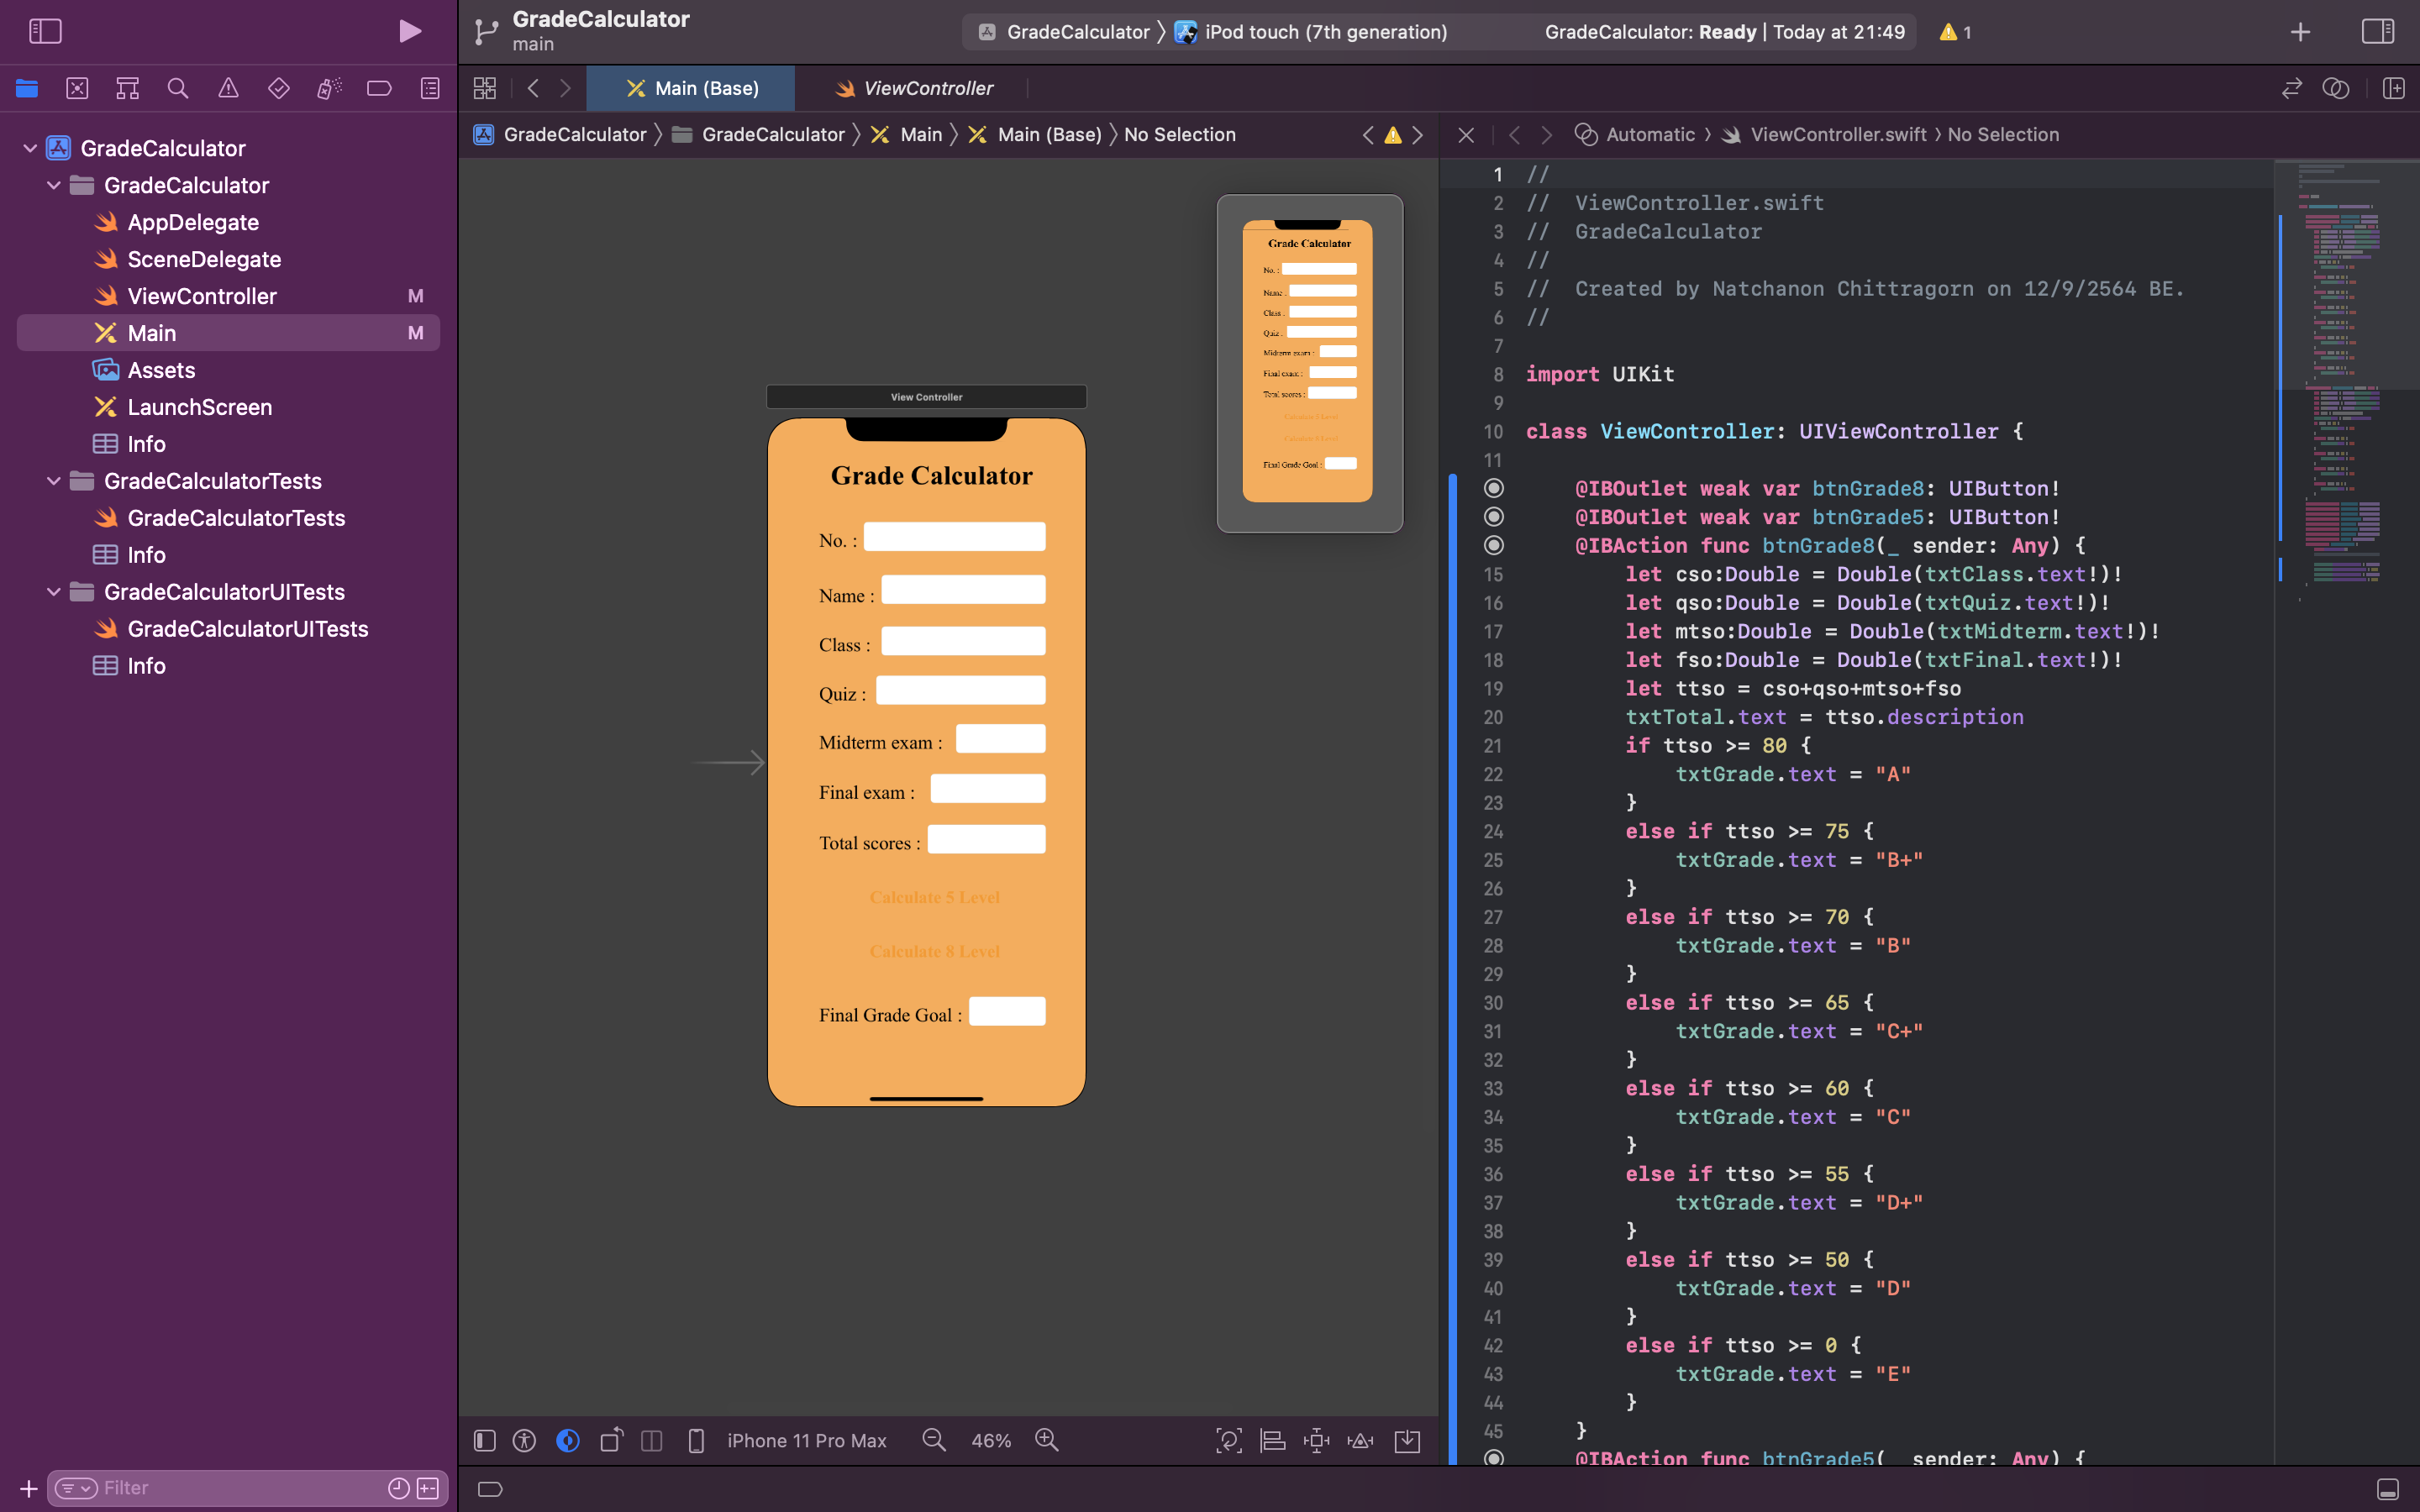 GradeCalculator
main
GradeCalculator
iPod touch (7th generation)
GradeCalculator: Ready | Today at 21:49
1
Main (Base)
ViewController
GradeCalculator
GradeCalculator
Main
Main (Base)
No Selection
Automatic
ViewController.swift
No Selection
GradeCalculator
GradeCalculator
AppDelegate
SceneDelegate
ViewController M
Main M
Assets
LaunchScreen
Info
GradeCalculatorTests
GradeCalculatorTests
Info
GradeCalculatorUITests
GradeCalculatorUITests
Info
Filter
View Controller
Grade Calculator
No. :
Name :
Class :
Quiz :
Midterm exam :
Final exam :
Total scores :
Calculate 5 Level
Calculate 8 Level
Final Grade Goal :
Grade Calculator
No. :
Name :
Class :
Quiz :
Midterm exam :
Final exam :
Total scores :
Calculate 5 Level
Calculate 8 Level
Final Grade Goal :
iPhone 11 Pro Max
46%
1 //
2 //  ViewController.swift
3 //  GradeCalculator
4 //
5 //  Created by Natchanon Chittragorn on 12/9/2564 BE.
6 //
7
8 import UIKit
9
10 class ViewController: UIViewController {
11
@IBOutlet weak var btnGrade8: UIButton!
@IBOutlet weak var btnGrade5: UIButton!
@IBAction func btnGrade8(_ sender: Any) {
15 let cso:Double = Double(txtClass.text!)!
16 let qso:Double = Double(txtQuiz.text!)!
17 let mtso:Double = Double(txtMidterm.text!)!
18 let fso:Double = Double(txtFinal.text!)!
19 let ttso = cso+qso+mtso+fso
20 txtTotal.text = ttso.description
21 if ttso >= 80 {
22 txtGrade.text = "A"
23 }
24 else if ttso >= 75 {
25 txtGrade.text = "B+"
26 }
27 else if ttso >= 70 {
28 txtGrade.text = "B"
29 }
30 else if ttso >= 65 {
31 txtGrade.text = "C+"
32 }
33 else if ttso >= 60 {
34 txtGrade.text = "C"
35 }
36 else if ttso >= 55 {
37 txtGrade.text = "D+"
38 }
39 else if ttso >= 50 {
40 txtGrade.text = "D"
41 }
42 else if ttso >= 0 {
43 txtGrade.text = "E"
44 }
45 }
@IBAction func btnGrade5(_ sender: Any) {